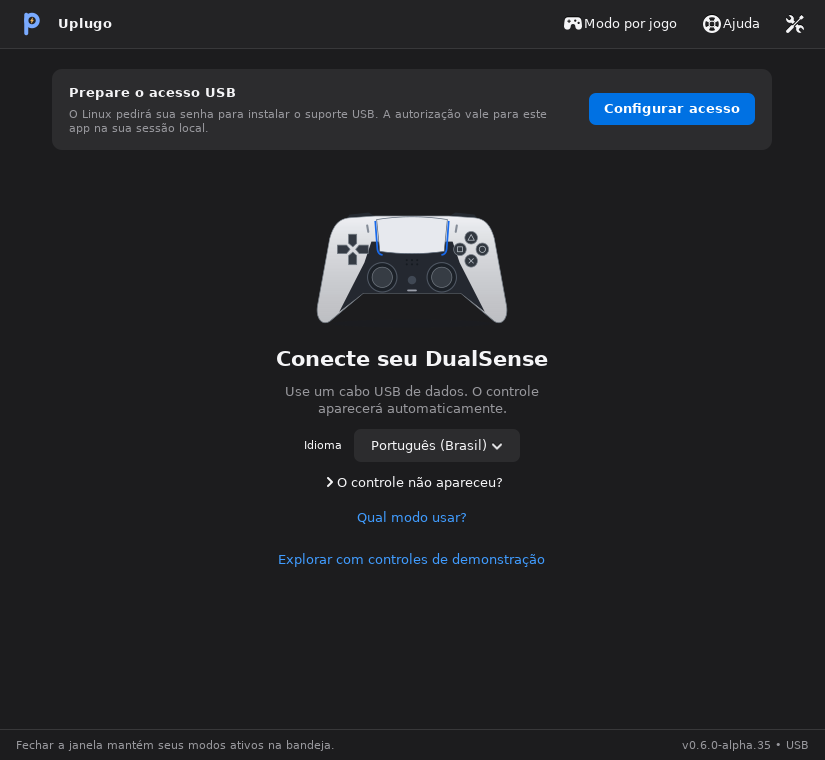 Uplugo
Modo por jogo
Ajuda
Prepare o acesso USB
O Linux pedirá sua senha para instalar o suporte USB. A autorização vale para este
app na sua sessão local.
Configurar acesso
Conecte seu DualSense
Use um cabo USB de dados. O controle
aparecerá automaticamente.
Idioma
Português (Brasil)
O controle não apareceu?
Qual modo usar?
Explorar com controles de demonstração
Fechar a janela mantém seus modos ativos na bandeja.
v0.6.0-alpha.35 • USB